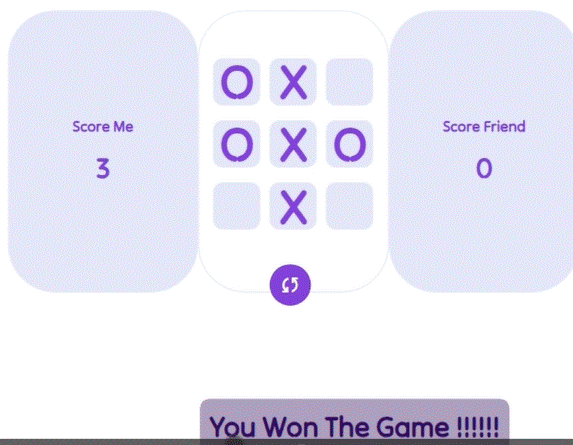 Score Me
3
O X
O X O
X
Score Friend
0
You Won The Game !!!!!!